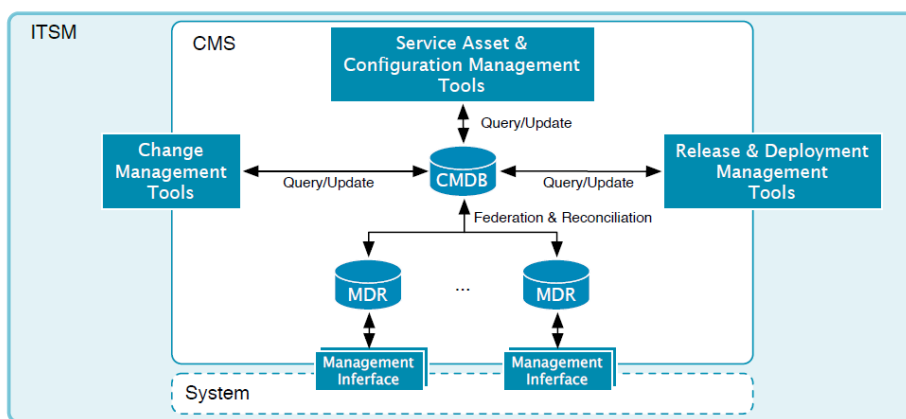 ITSM
CMS
Service Asset &
Configuration Management
Tools
Query/Update
Change
Management
Tools
Query/Update
CMDB
Query/Update
Release & Deployment
Management
Tools
Federation & Reconciliation
MDR
...
MDR
Management
Inferface
Management
Inferface
System